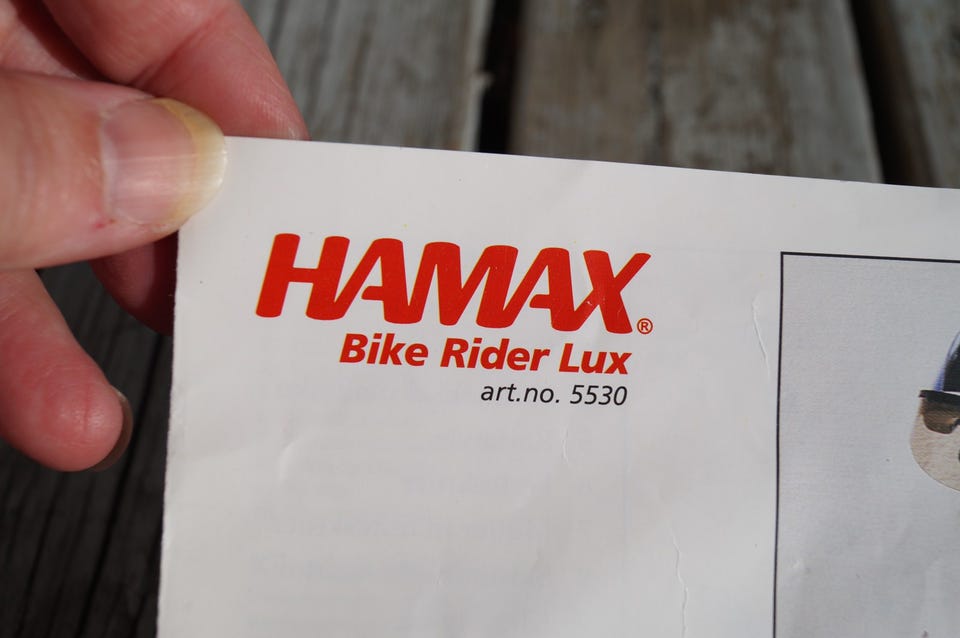 HAMAX®
Bike Rider Lux
art.no. 5530